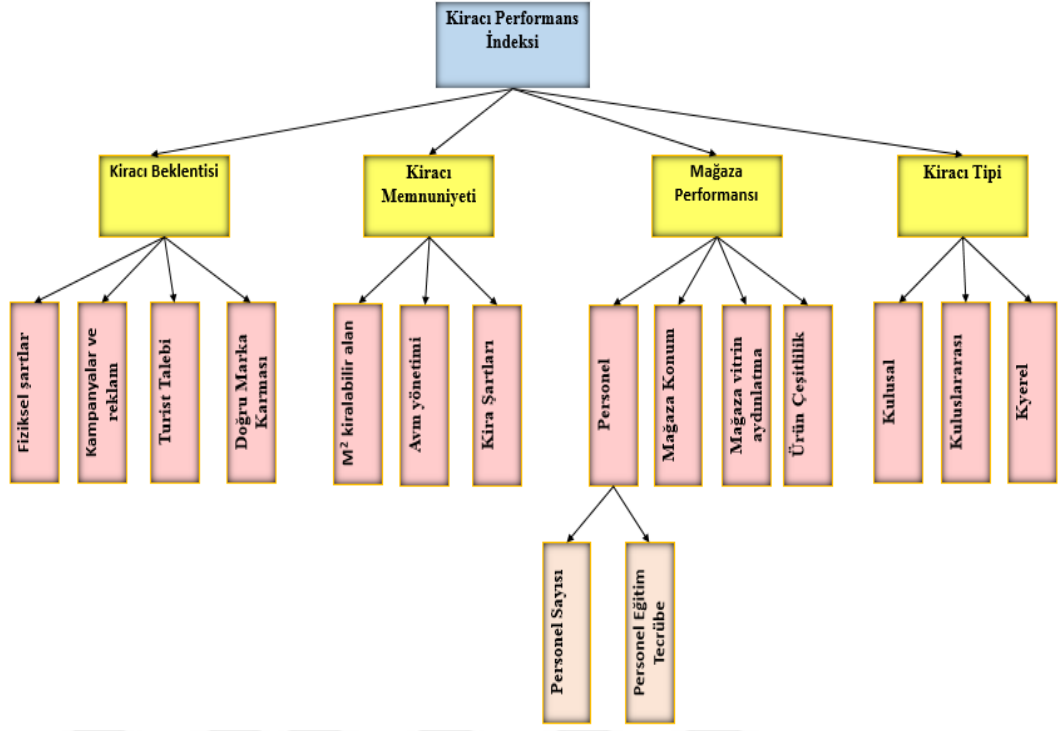 Kiracı Performans
İndeksi
Kiracı Beklentisi
Kiracı
Memnuniyeti
Mağaza
Performansı
Kiracı Tipi
Fiziksel şartlar
Kampanyalar ve
reklam
Turist Talebi
Doğru Marka
Karması
M² kiralabilir alan
Avm yönetimi
Kira Şartları
Personel
Mağaza Konum
Mağaza vitrin
aydınlatma
Ürün Çeşitlilik
Kulusal
Kuluslararası
Kyerel
Personel Sayısı
Personel Eğitim
Tecrübe